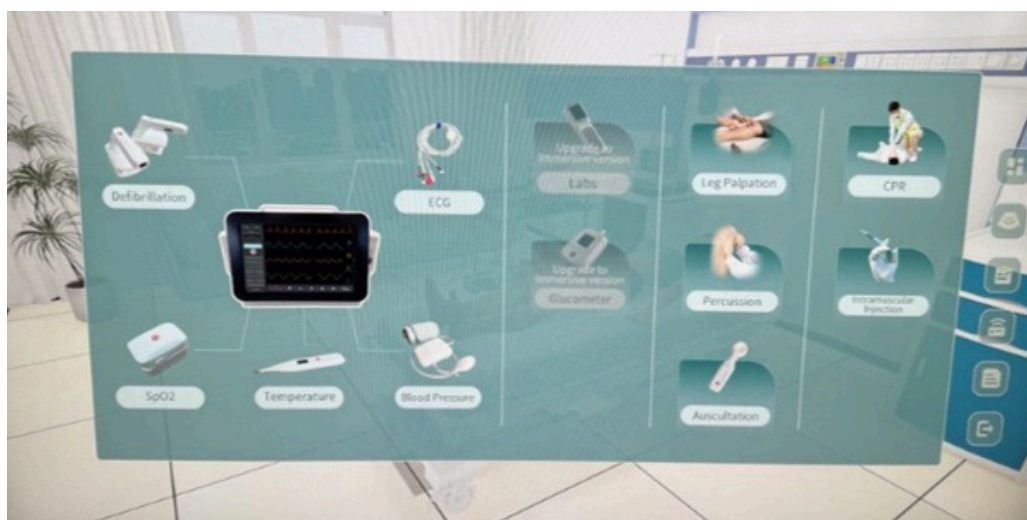 Defibrillation
ECG
SpO2
Temperature
Blood Pressure
Upgrade to
Immersive version
Labs
Upgrade to
Immersive version
Glucometer
Leg Palpation
Percussion
Auscultation
CPR
Intramuscular
Injection